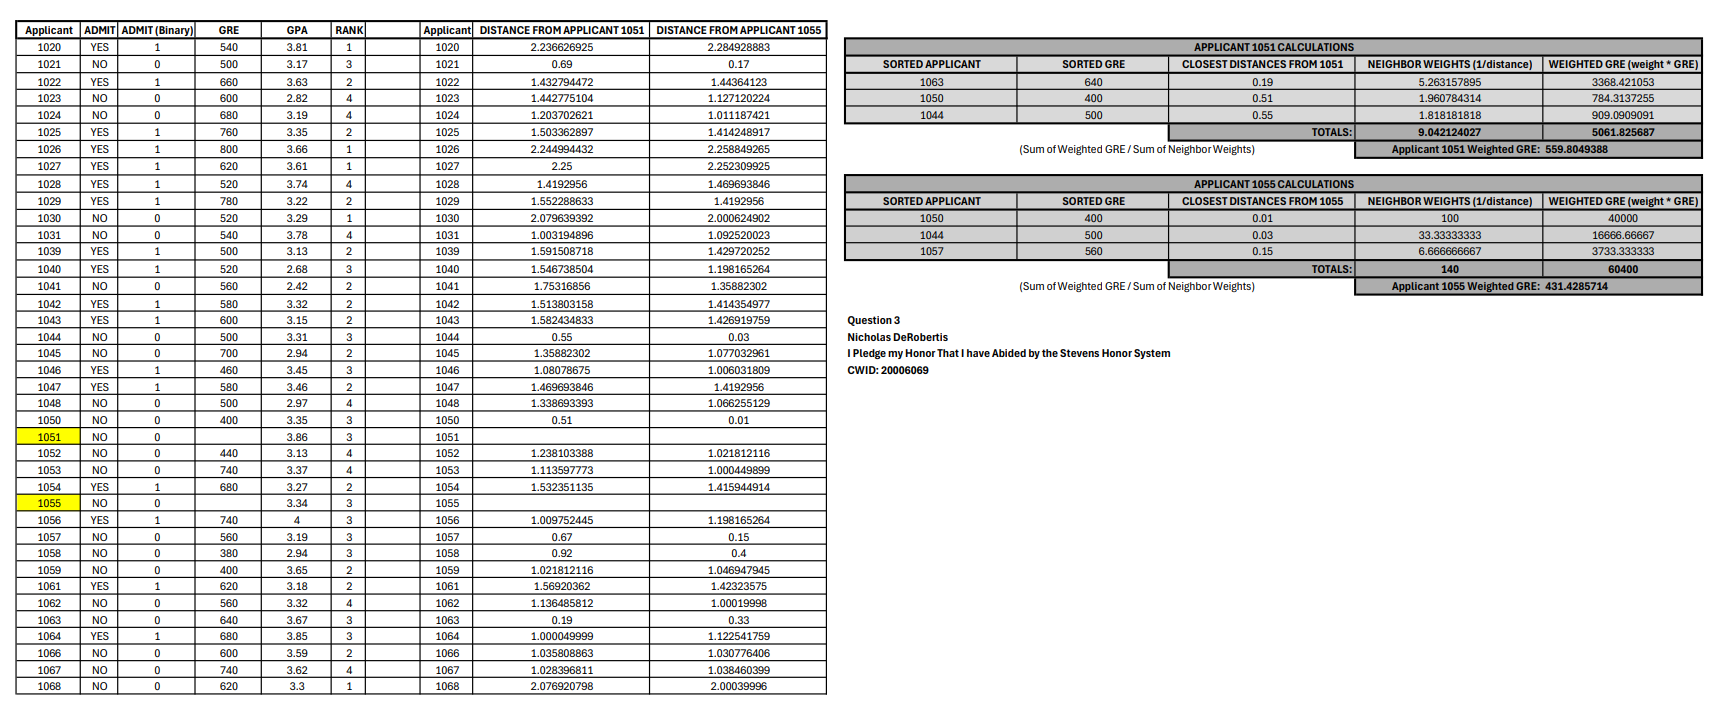 Applicant ADMIT ADMIT (Binary) GRE GPA RANK Applicant DISTANCE FROM APPLICANT 1051 DISTANCE FROM APPLICANT 1055
1020 YES 1 540 3.81 1 1020 2.236626925 2.284928883
1021 NO 0 500 3.17 3 1021 0.69 0.17
1022 YES 1 660 3.63 2 1022 1.432794472 1.44364123
1023 NO 0 600 2.82 4 1023 1.442775104 1.127120224
1024 NO 0 680 3.19 4 1024 1.203702621 1.011187421
1025 YES 1 760 3.35 2 1025 1.503362897 1.414248917
1026 YES 1 800 3.66 1 1026 2.244994432 2.258849265
1027 YES 1 620 3.61 1 1027 2.25 2.252309925
1028 YES 1 520 3.74 4 1028 1.4192956 1.469693846
1029 YES 1 780 3.22 2 1029 1.552288633 1.4192956
1030 NO 0 520 3.29 1 1030 2.079639392 2.000624902
1031 NO 0 540 3.78 4 1031 1.003194896 1.092520023
1039 YES 1 500 3.13 2 1039 1.591508718 1.429720252
1040 YES 1 520 2.68 3 1040 1.546738504 1.198165264
1041 NO 0 560 2.42 2 1041 1.75316856 1.35882302
1042 YES 1 580 3.32 2 1042 1.513803158 1.414354977
1043 YES 1 600 3.15 2 1043 1.582434833 1.426919759
1044 NO 0 500 3.31 3 1044 0.55 0.03
1045 NO 0 700 2.94 2 1045 1.35882302 1.077032961
1046 YES 1 460 3.45 3 1046 1.08078675 1.006031809
1047 YES 1 580 3.46 2 1047 1.469693846 1.4192956
1048 NO 0 500 2.97 4 1048 1.338693393 1.066255129
1050 NO 0 400 3.35 3 1050 0.51 0.01
1051 NO 0 3.86 3 1051
1052 NO 0 440 3.13 4 1052 1.238103388 1.021812116
1053 NO 0 740 3.37 4 1053 1.113597773 1.000449899
1054 YES 1 680 3.27 2 1054 1.532351135 1.415944914
1055 NO 0 3.34 3 1055
1056 YES 1 740 4 3 1056 1.009752445 1.198165264
1057 NO 0 560 3.19 3 1057 0.67 0.15
1058 NO 0 380 2.94 3 1058 0.92 0.4
1059 NO 0 400 3.65 2 1059 1.021812116 1.046947945
1061 YES 1 620 3.18 2 1061 1.56920362 1.42323575
1062 NO 0 560 3.32 4 1062 1.136485812 1.00019998
1063 NO 0 640 3.67 3 1063 0.19 0.33
1064 YES 1 680 3.85 3 1064 1.000049999 1.122541759
1066 NO 0 600 3.59 2 1066 1.035808863 1.030776406
1067 NO 0 740 3.62 4 1067 1.028396811 1.038460399
1068 NO 0 620 3.3 1 1068 2.076920798 2.00039996
APPLICANT 1051 CALCULATIONS
SORTED APPLICANT SORTED GRE CLOSEST DISTANCES FROM 1051 NEIGHBOR WEIGHTS (1/distance) WEIGHTED GRE (weight * GRE)
1063 640 0.19 5.263157895 3368.421053
1050 400 0.51 1.960784314 784.3137255
1044 500 0.55 1.818181818 909.0909091
TOTALS: 9.042124027 5061.825687
(Sum of Weighted GRE / Sum of Neighbor Weights) Applicant 1051 Weighted GRE: 559.8049388
APPLICANT 1055 CALCULATIONS
SORTED APPLICANT SORTED GRE CLOSEST DISTANCES FROM 1055 NEIGHBOR WEIGHTS (1/distance) WEIGHTED GRE (weight * GRE)
1050 400 0.01 100 40000
1044 500 0.03 33.33333333 16666.66667
1057 560 0.15 6.666666667 3733.333333
TOTALS: 140 60400
(Sum of Weighted GRE / Sum of Neighbor Weights) Applicant 1055 Weighted GRE: 431.4285714
Question 3
Nicholas DeRobertis
I Pledge my Honor That I have Abided by the Stevens Honor System
CWID: 20006069